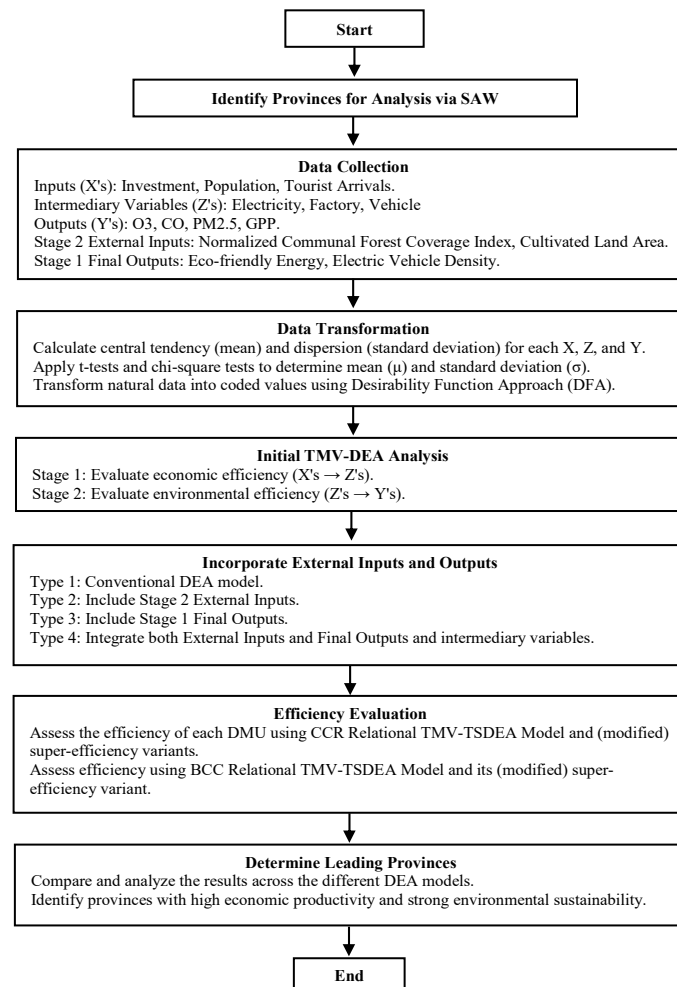 Start
Identify Provinces for Analysis via SAW
Data Collection
Inputs (X's): Investment, Population, Tourist Arrivals.
Intermediary Variables (Z's): Electricity, Factory, Vehicle
Outputs (Y's): O3, CO, PM2.5, GPP.
Stage 2 External Inputs: Normalized Communal Forest Coverage Index, Cultivated Land Area.
Stage 1 Final Outputs: Eco-friendly Energy, Electric Vehicle Density.
Data Transformation
Calculate central tendency (mean) and dispersion (standard deviation) for each X, Z, and Y.
Apply t-tests and chi-square tests to determine mean (μ) and standard deviation (σ).
Transform natural data into coded values using Desirability Function Approach (DFA).
Initial TMV-DEA Analysis
Stage 1: Evaluate economic efficiency (X's → Z's).
Stage 2: Evaluate environmental efficiency (Z's → Y's).
Incorporate External Inputs and Outputs
Type 1: Conventional DEA model.
Type 2: Include Stage 2 External Inputs.
Type 3: Include Stage 1 Final Outputs.
Type 4: Integrate both External Inputs and Final Outputs and intermediary variables.
Efficiency Evaluation
Assess the efficiency of each DMU using CCR Relational TMV-TSDEA Model and (modified)
super-efficiency variants.
Assess efficiency using BCC Relational TMV-TSDEA Model and its (modified) super-
efficiency variant.
Determine Leading Provinces
Compare and analyze the results across the different DEA models.
Identify provinces with high economic productivity and strong environmental sustainability.
End